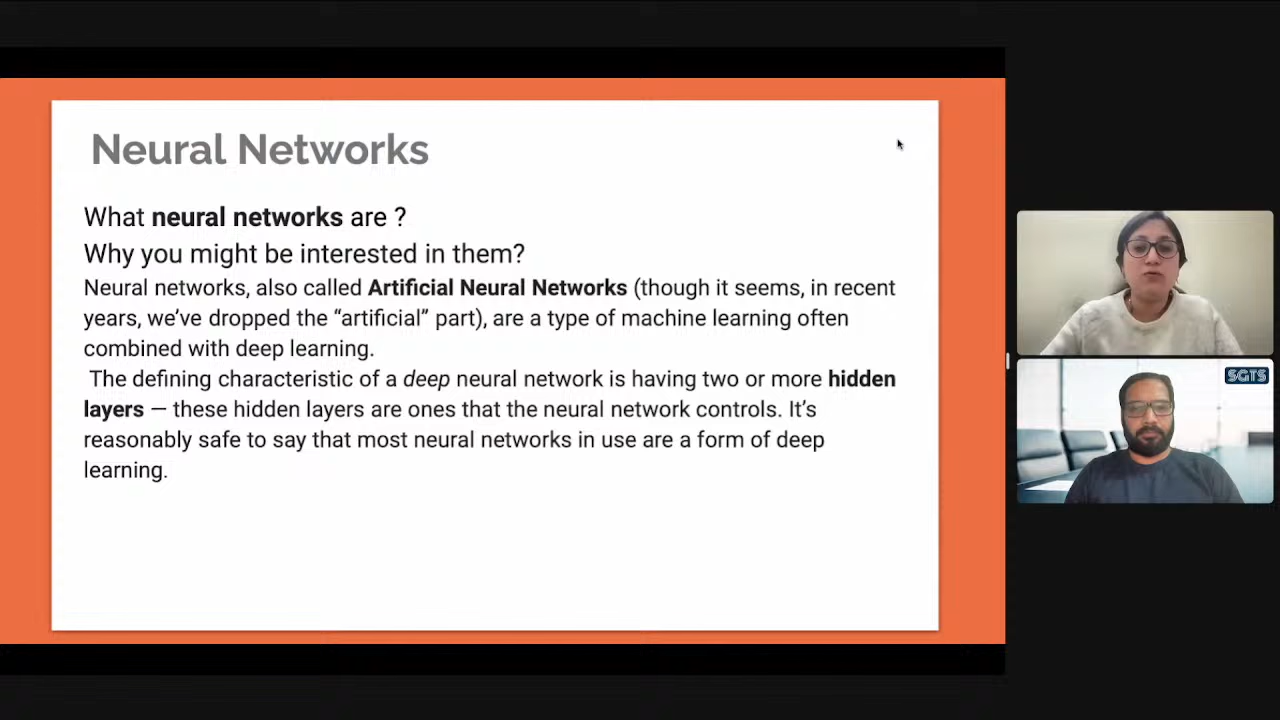 Neural Networks
What neural networks are ?
Why you might be interested in them?
Neural networks, also called Artificial Neural Networks (though it seems, in recent
years, we’ve dropped the “artificial” part), are a type of machine learning often
combined with deep learning.
The defining characteristic of a deep neural network is having two or more hidden
layers — these hidden layers are ones that the neural network controls. It’s
reasonably safe to say that most neural networks in use are a form of deep
learning.
SGTS